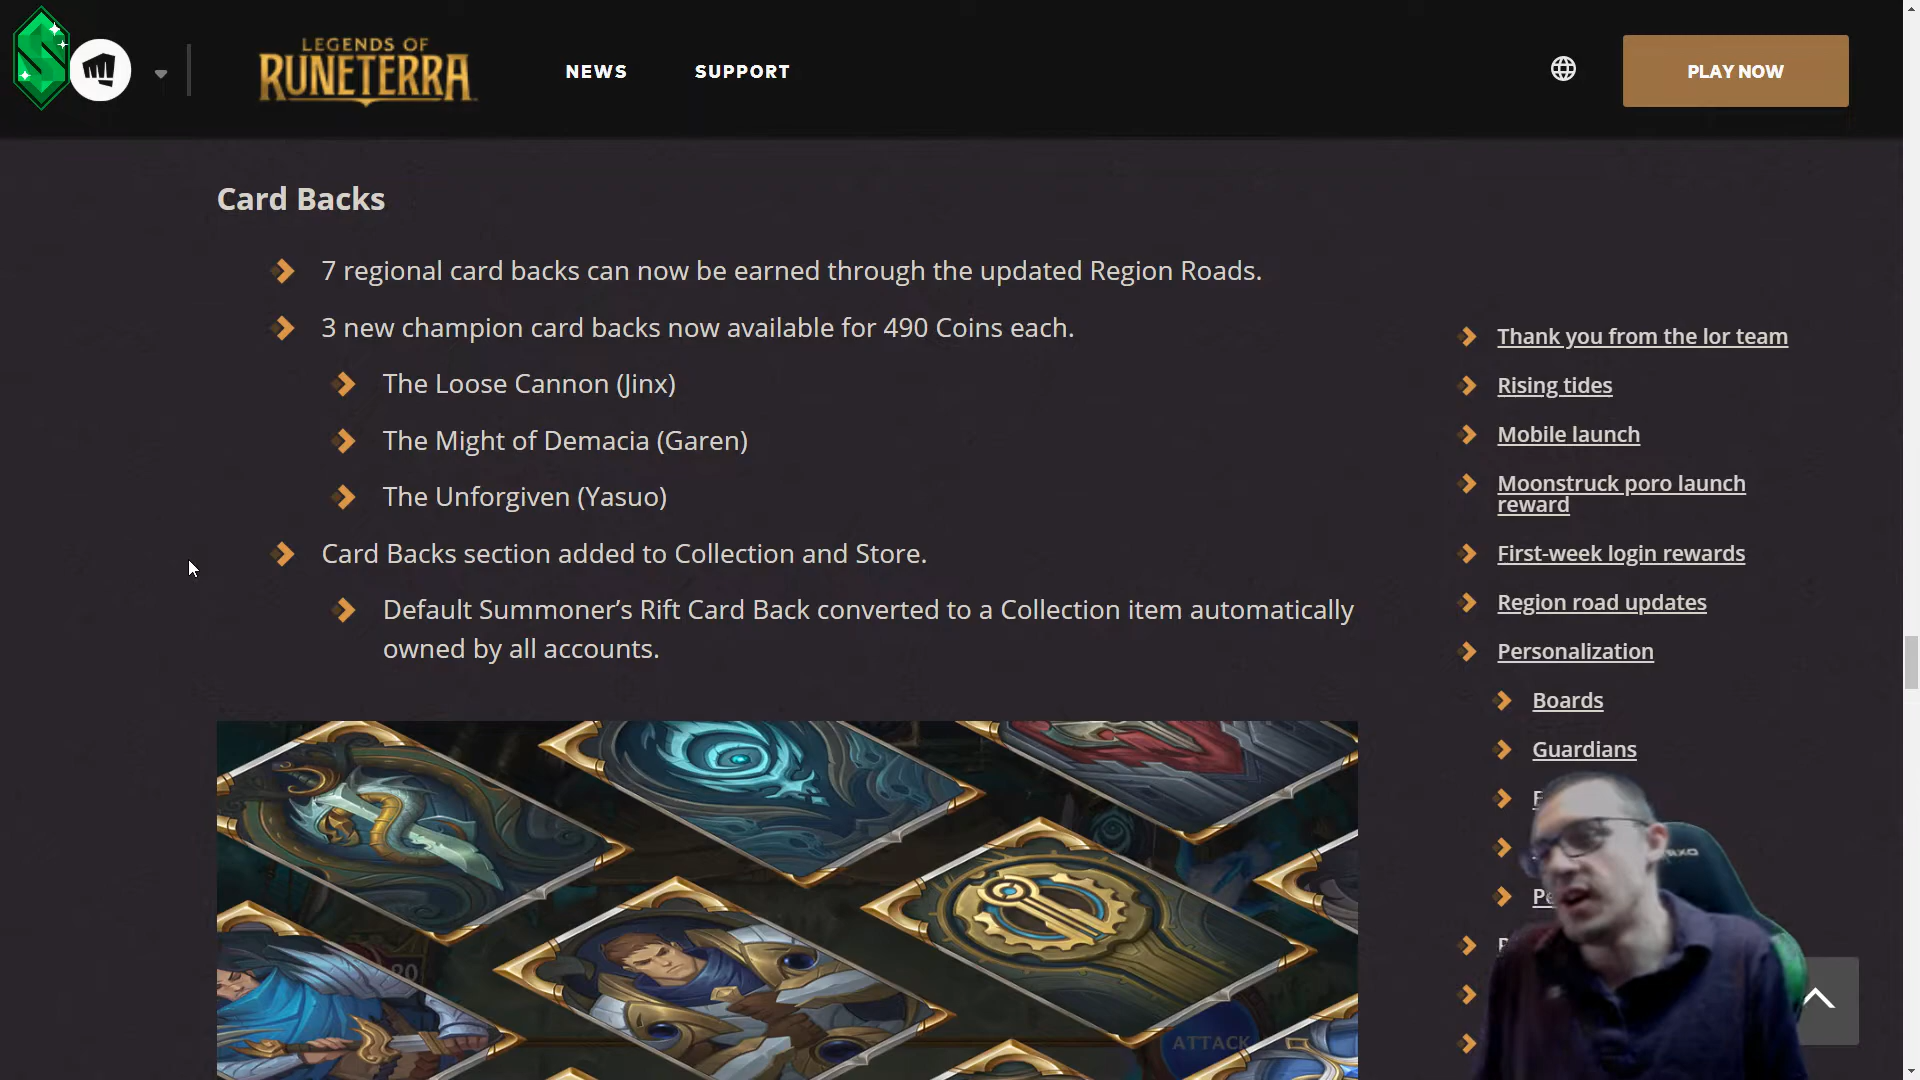 LEGENDS OF
RUNETERRA
NEWS
SUPPORT
PLAY NOW
Card Backs
7 regional card backs can now be earned through the updated Region Roads.
3 new champion card backs now available for 490 Coins each.
The Loose Cannon (Jinx)
The Might of Demacia (Garen)
The Unforgiven (Yasuo)
Card Backs section added to Collection and Store.
Default Summoner’s Rift Card Back converted to a Collection item automatically
owned by all accounts.
Thank you from the lor team
Rising tides
Mobile launch
Moonstruck poro launch
reward
First-week login rewards
Region road updates
Personalization
Boards
Guardians
ATTACK